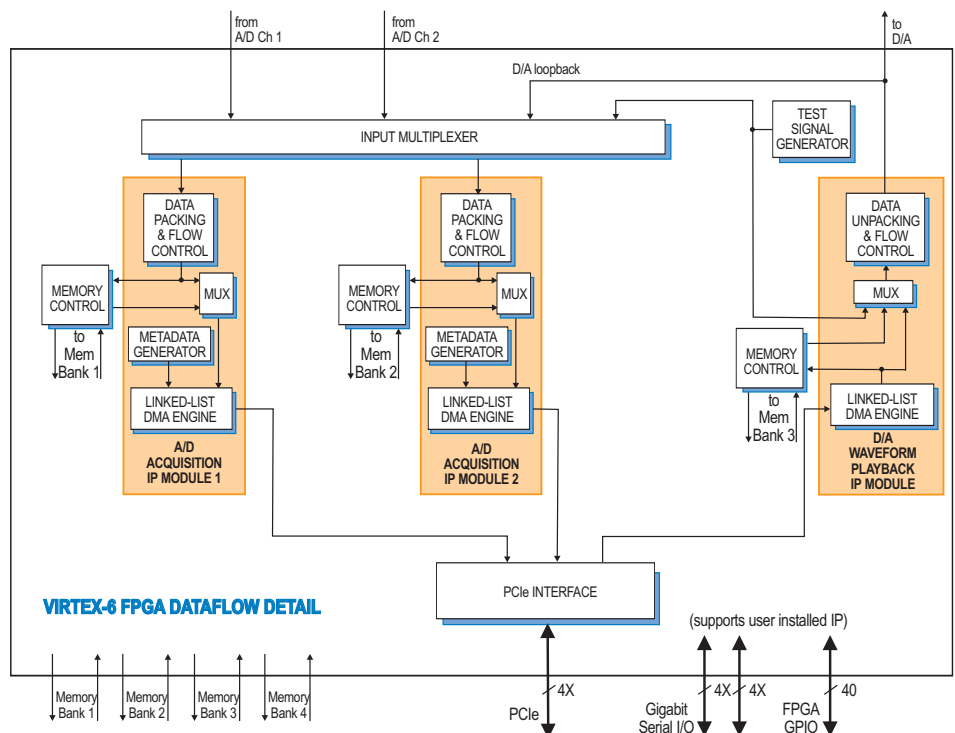 from
A/D Ch 1
from
A/D Ch 2
to
D/A
D/A loopback
INPUT MULTIPLEXER
TEST
SIGNAL
GENERATOR
DATA
PACKING
& FLOW
CONTROL
MUX
MEMORY
CONTROL
to
Mem
Bank 1
METADATA
GENERATOR
LINKED-LIST
DMA ENGINE
A/D
ACQUISITION
IP MODULE 1
DATA
PACKING
& FLOW
CONTROL
MUX
MEMORY
CONTROL
to
Mem
Bank 2
METADATA
GENERATOR
LINKED-LIST
DMA ENGINE
A/D
ACQUISITION
IP MODULE 2
DATA
UNPACKING
& FLOW
CONTROL
MUX
MEMORY
CONTROL
to
Mem
Bank 3
LINKED-LIST
DMA ENGINE
D/A
WAVEFORM
PLAYBACK
IP MODULE
PCIe INTERFACE
VIRTEX-6 FPGA DATAFLOW DETAIL
(supports user installed IP)
Memory
Bank 1
Memory
Bank 2
Memory
Bank 3
Memory
Bank 4
4X
PCIe
4X
4X
Gigabit
Serial I/O
40
FPGA
GPIO